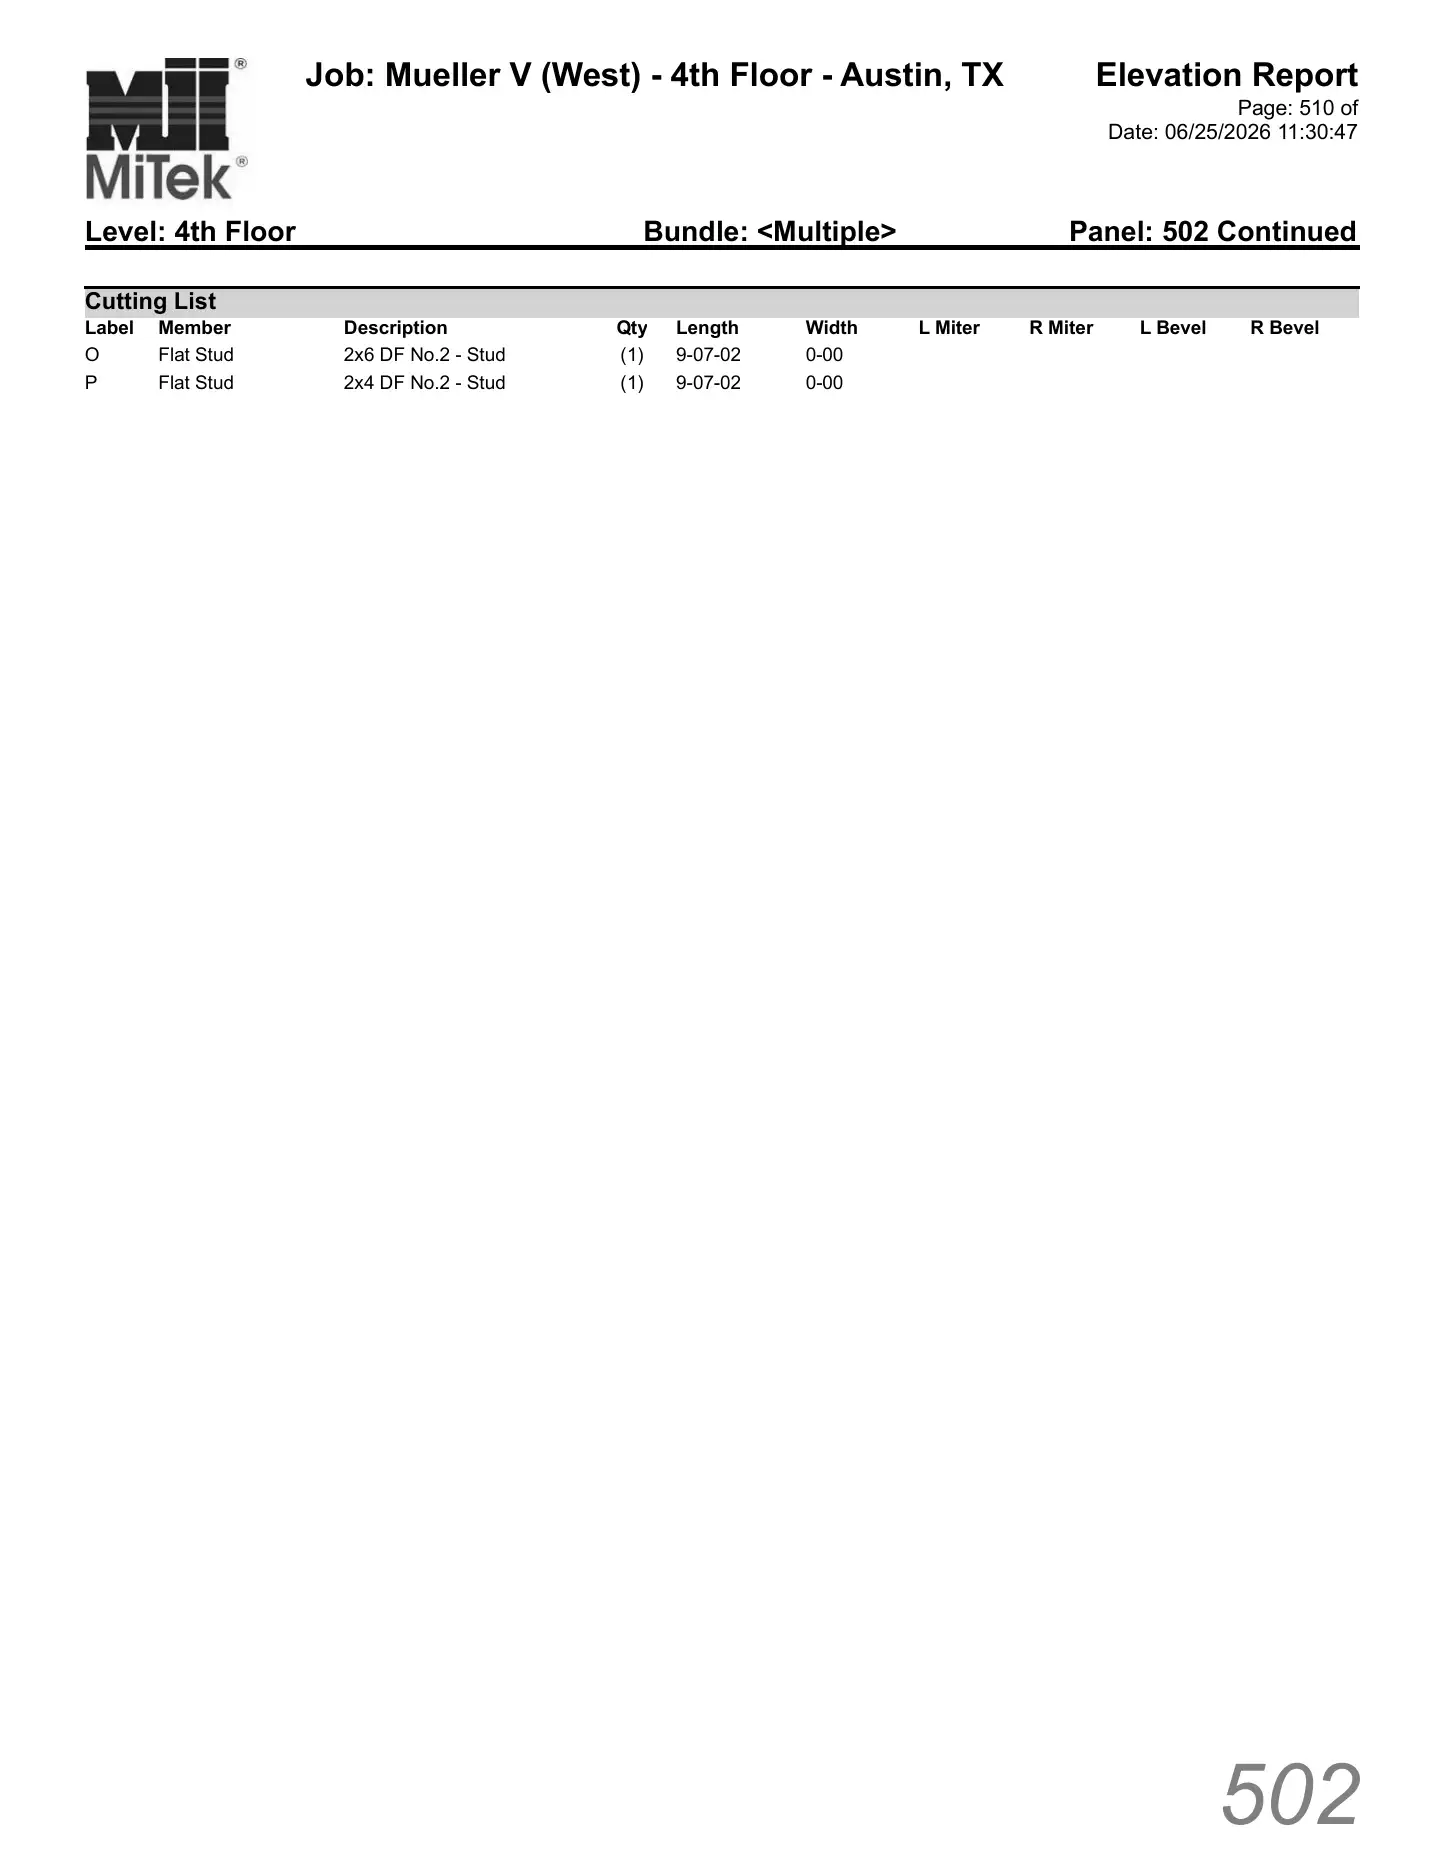 Job: Mueller V (West) - 4th Floor - Austin, TX
Elevation Report
Page: 510 of
Date: 06/25/2026 11:30:47
MiTek®
Level: 4th Floor Bundle: <Multiple> Panel: 502 Continued
Cutting List
Label Member Description Qty Length Width L Miter R Miter L Bevel R Bevel
O Flat Stud 2x6 DF No.2 - Stud (1) 9-07-02 0-00
P Flat Stud 2x4 DF No.2 - Stud (1) 9-07-02 0-00
502